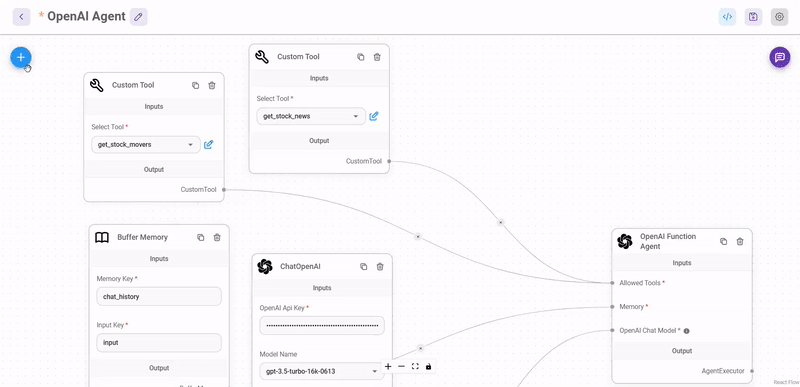 * OpenAI Agent
Custom Tool
Inputs
Select Tool *
get_stock_movers
Output
CustomTool
Custom Tool
Inputs
Select Tool *
get_stock_news
Output
CustomTool
Buffer Memory
Inputs
Memory Key *
chat_history
Input Key *
input
Output
ChatOpenAI
Inputs
OpenAI Api Key *
Model Name
gpt-3.5-turbo-16k-0613
OpenAI Function
Agent
Inputs
Allowed Tools *
Memory *
OpenAI Chat Model *
Output
AgentExecutor
React Flow